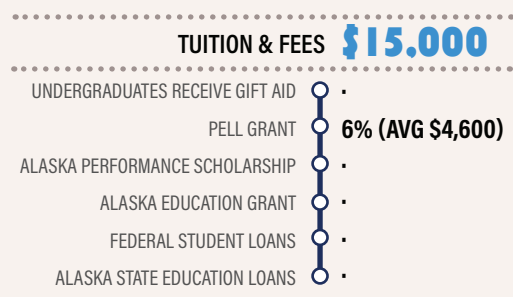 TUITION & FEES $15,000
UNDERGRADUATES RECEIVE GIFT AID .
PELL GRANT 6% (AVG $4,600)
ALASKA PERFORMANCE SCHOLARSHIP .
ALASKA EDUCATION GRANT .
FEDERAL STUDENT LOANS .
ALASKA STATE EDUCATION LOANS .